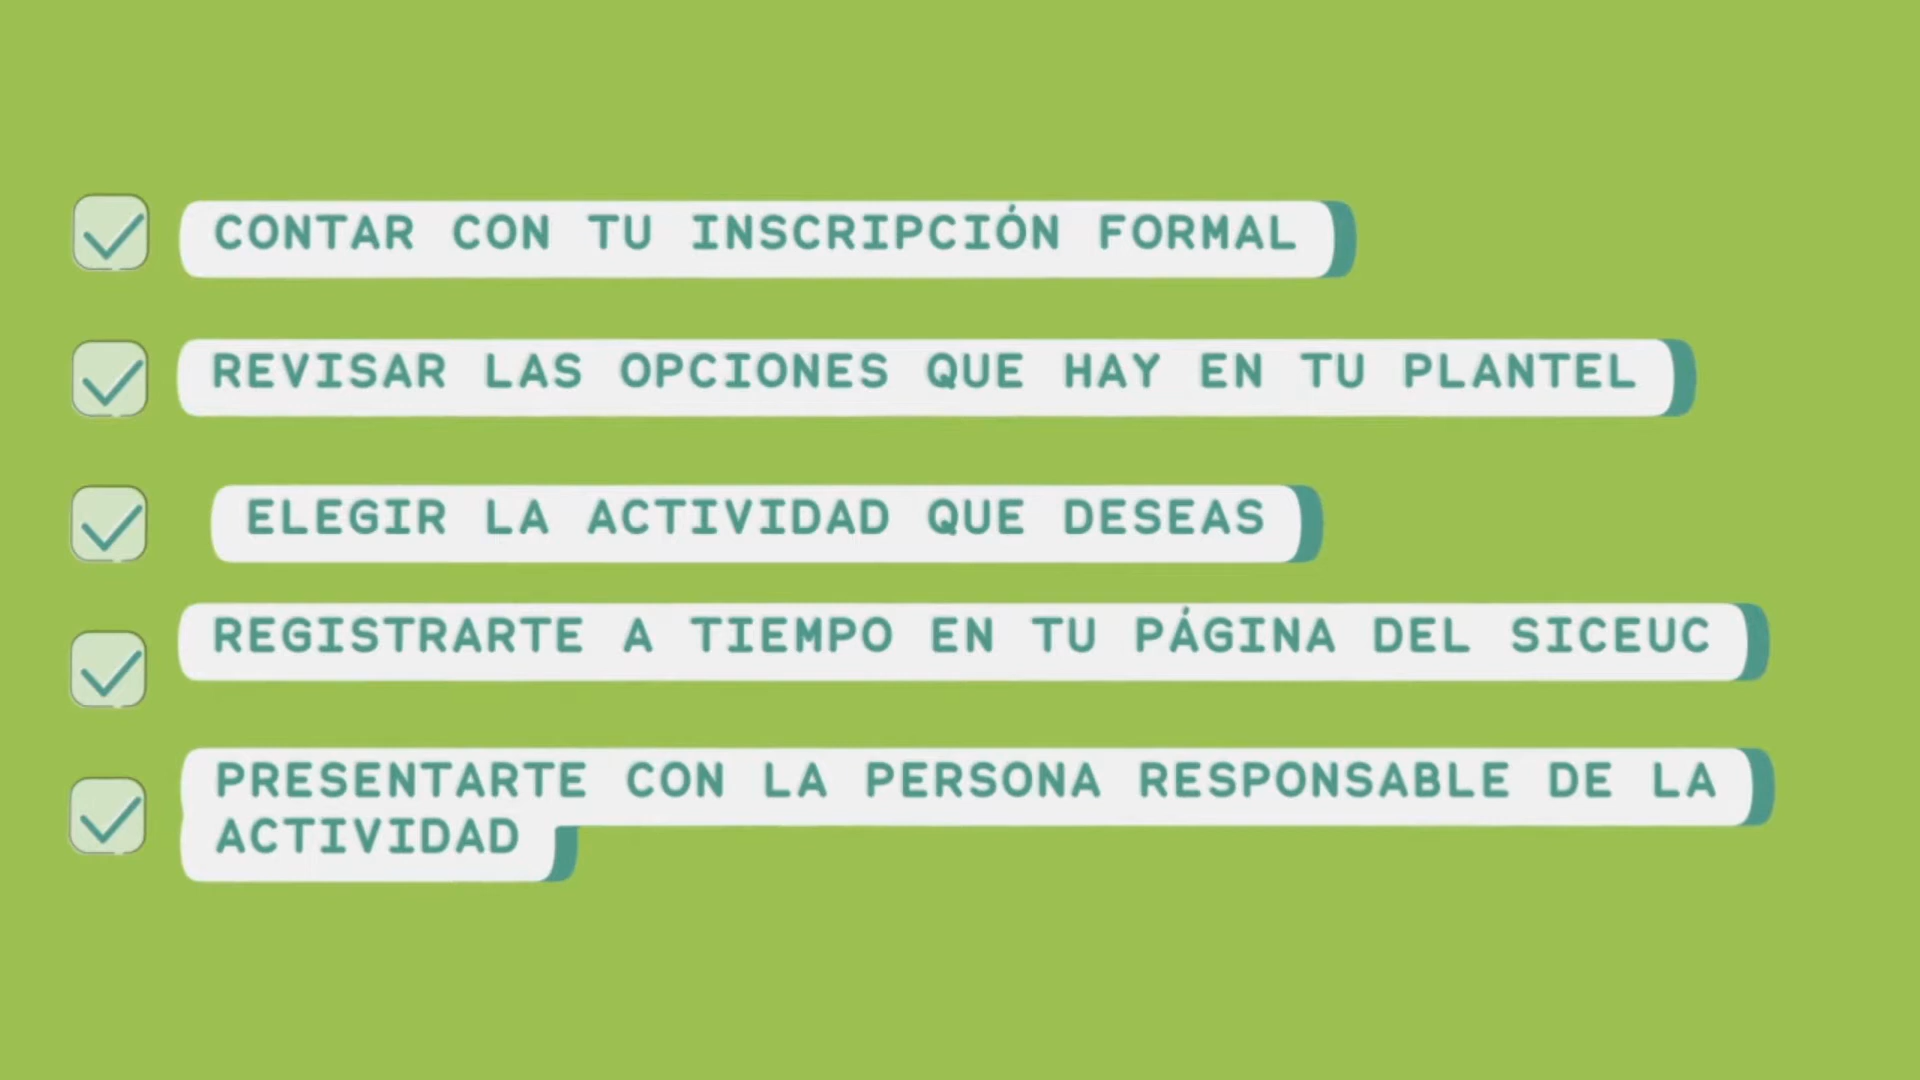 CONTAR CON TU INSCRIPCIÓN FORMAL
REVISAR LAS OPCIONES QUE HAY EN TU PLANTEL
ELEGIR LA ACTIVIDAD QUE DESEAS
REGISTRARTE A TIEMPO EN TU PÁGINA DEL SICEUC
PRESENTARTE CON LA PERSONA RESPONSABLE DE LA
ACTIVIDAD